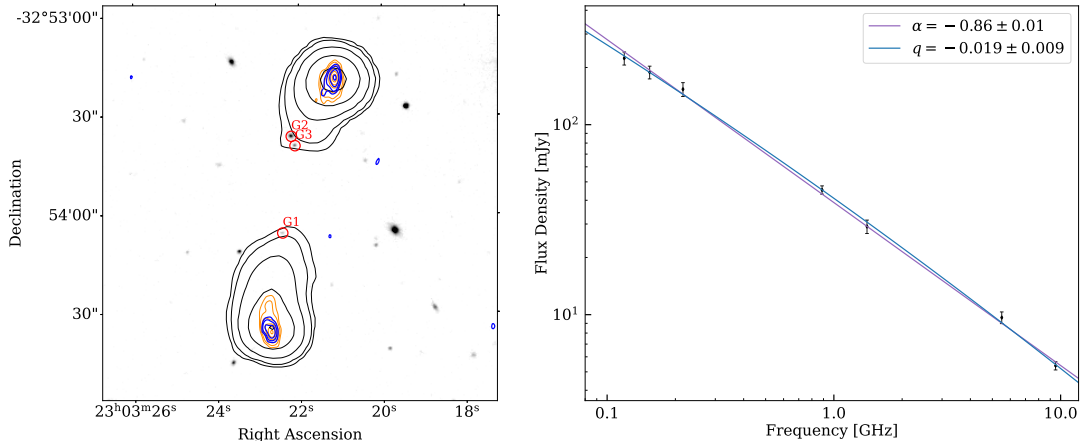 -32°53'00"
30"
54'00"
30"
Declination
G2
G3
G1
23ʰ03ᵐ26ˢ
24ˢ
22ˢ
20ˢ
18ˢ
Right Ascension
α = −0.86 ± 0.01
q = −0.019 ± 0.009
10²
10¹
Flux Density [mJy]
0.1
1.0
10.0
Frequency [GHz]